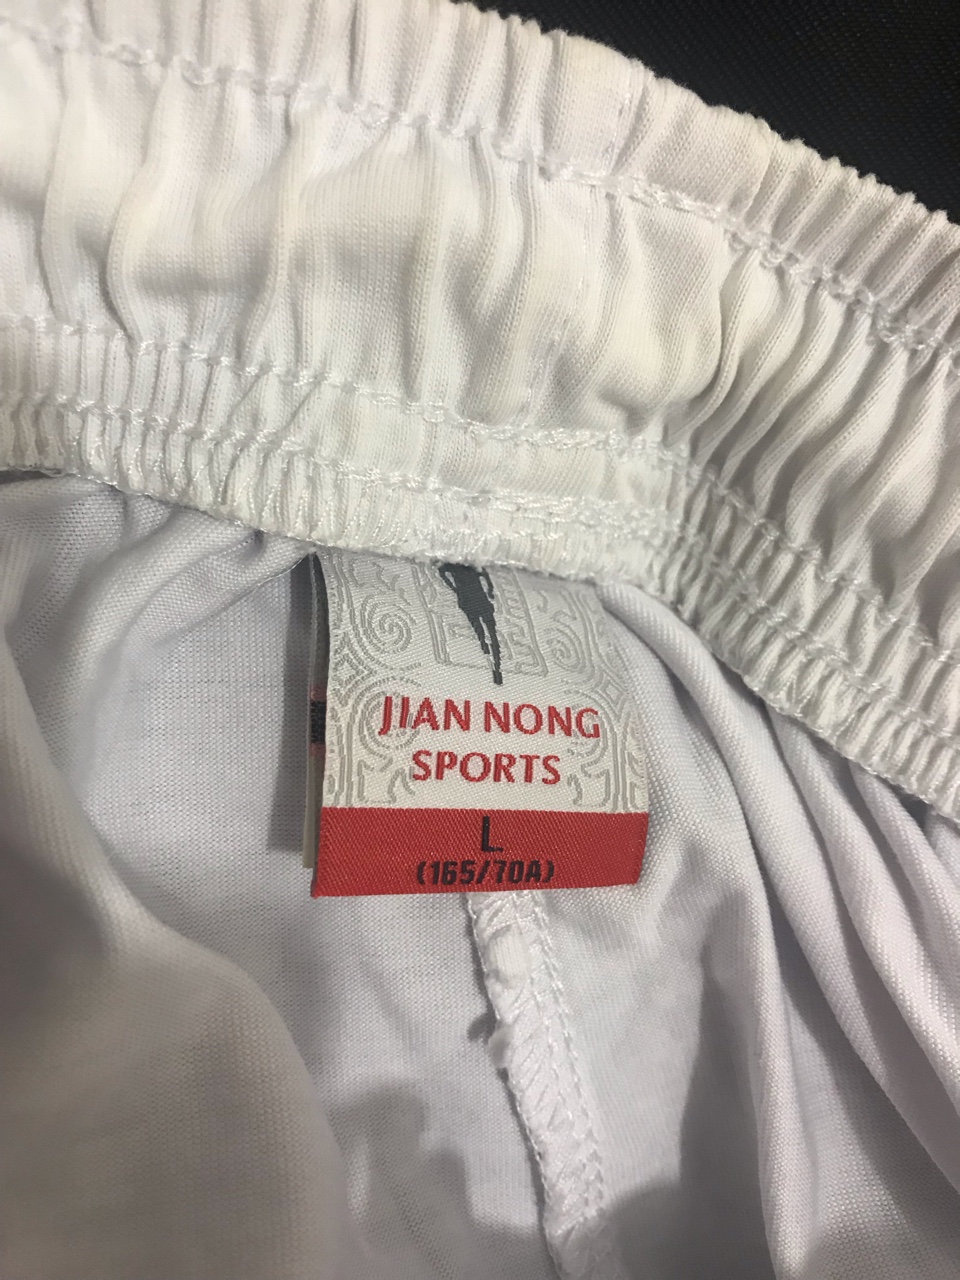 JIAN NONG
SPORTS
L
(165/70A)